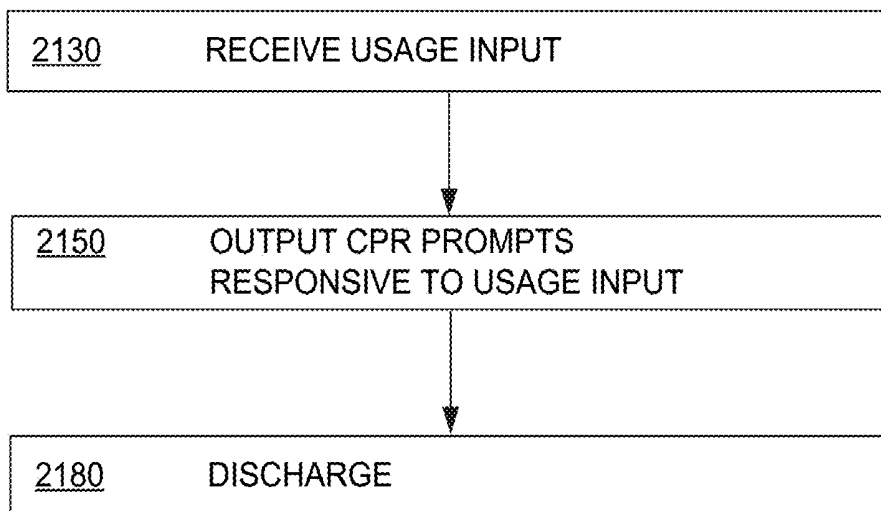 2130 RECEIVE USAGE INPUT
2150 OUTPUT CPR PROMPTS
RESPONSIVE TO USAGE INPUT
2180 DISCHARGE